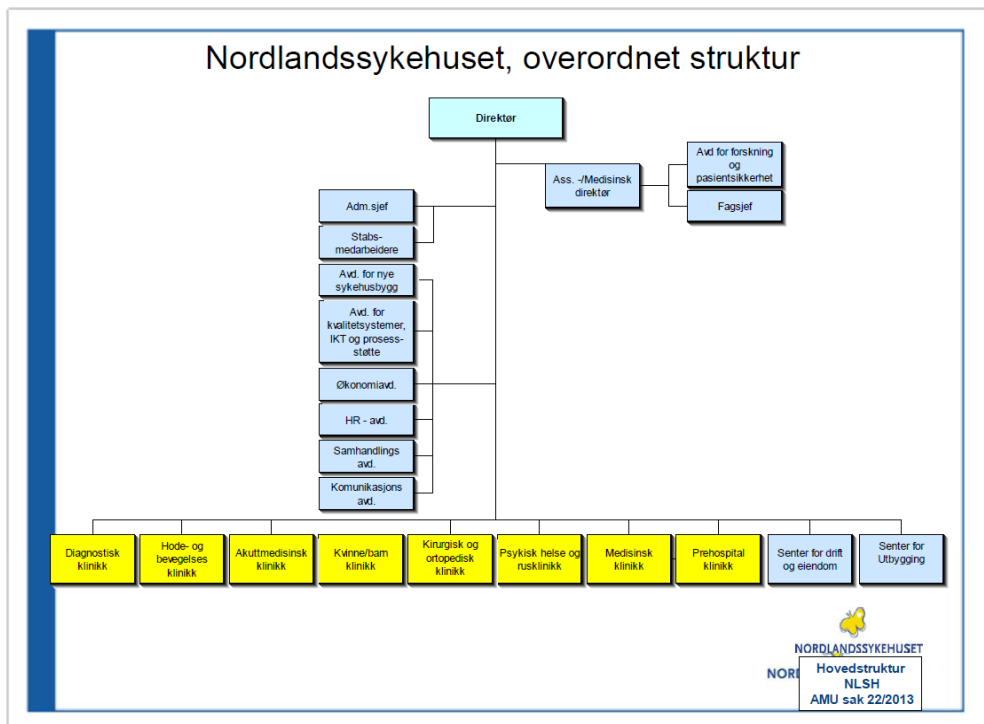 Nordlandssykehuset, overordnet struktur
Direktør
Ass. -/Medisinsk
direktør
Avd for forskning
og
pasientsikkerhet
Fagsjef
Adm.sjef
Stabs-
medarbeidere
Avd. for nye
sykehusbygg
Avd. for
kvalitetsystemer,
IKT og prosess-
støtte
Økonomiavd.
HR - avd.
Samhandlings
avd.
Komunikasjons
avd.
Diagnostisk
klinikk
Hode- og
bevegelses
klinikk
Akuttmedisinsk
klinikk
Kvinne/barn
klinikk
Kirurgisk og
ortopedisk
klinikk
Psykisk helse og
rusklinikk
Medisinsk
klinikk
Prehospital
klinikk
Senter for drift
og eiendom
Senter for
Utbygging
NORDLANDSSYKEHUSET
NORD
Hovedstruktur
NLSH
AMU sak 22/2013